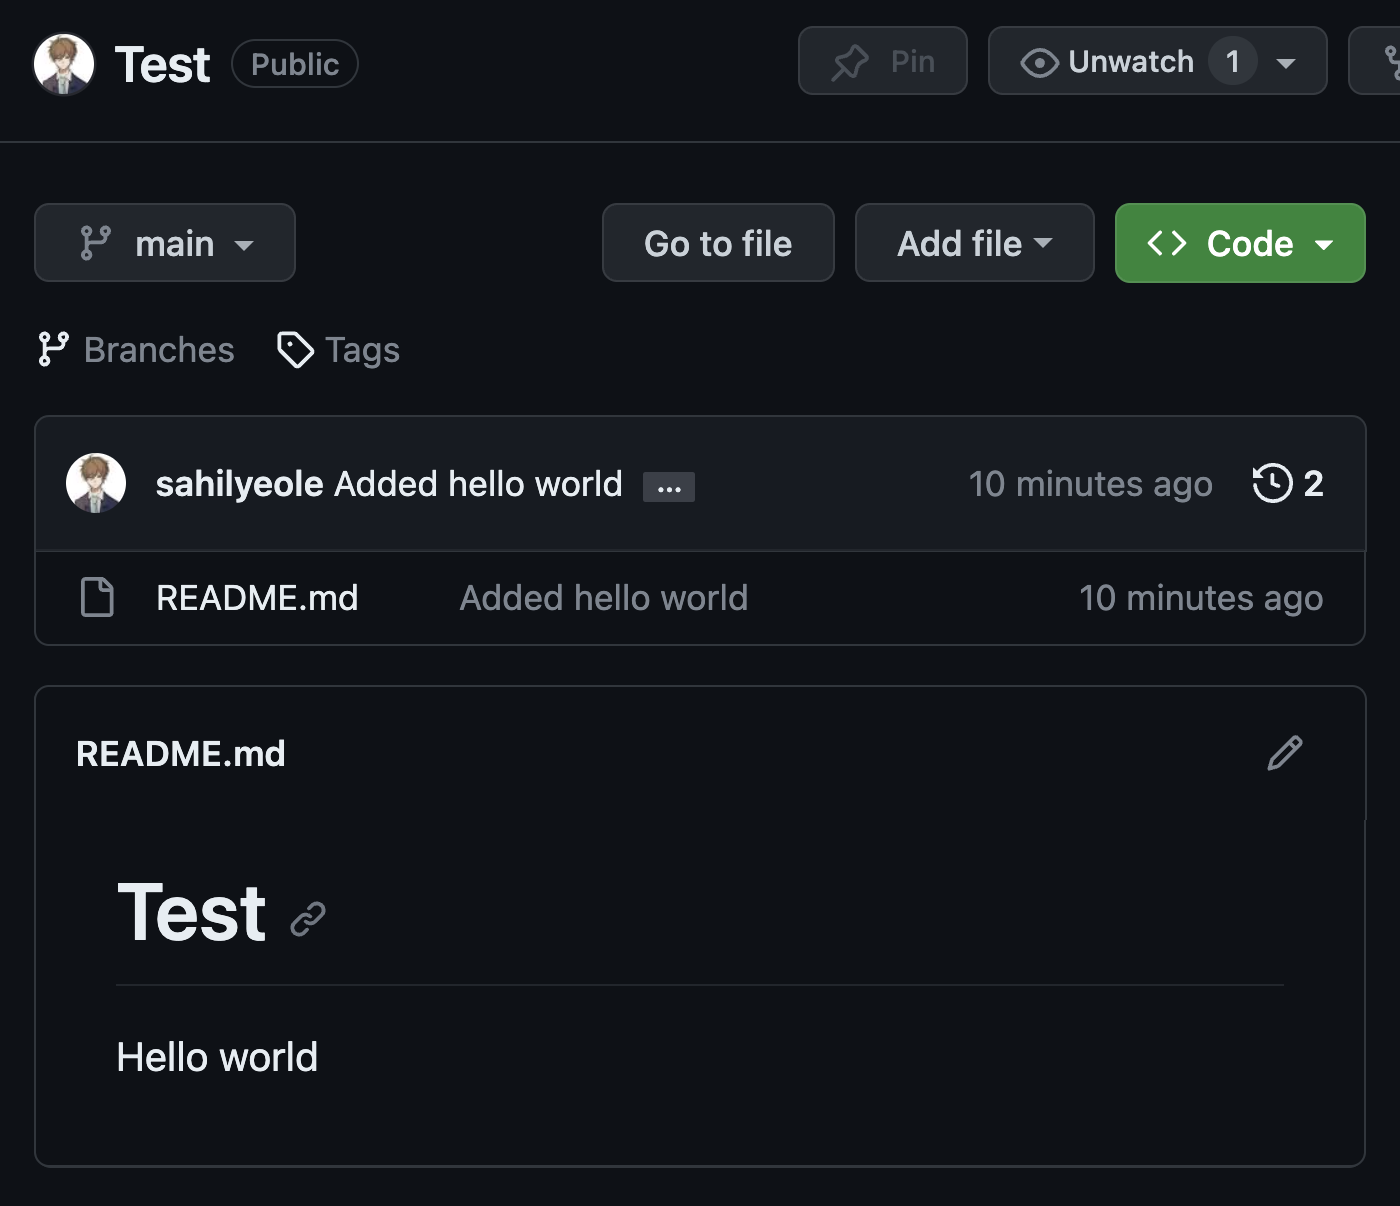 Test Public Pin Unwatch 1
main Go to file Add file Code
Branches Tags
sahilyeole Added hello world ... 10 minutes ago 2
README.md Added hello world 10 minutes ago
README.md
Test
Hello world